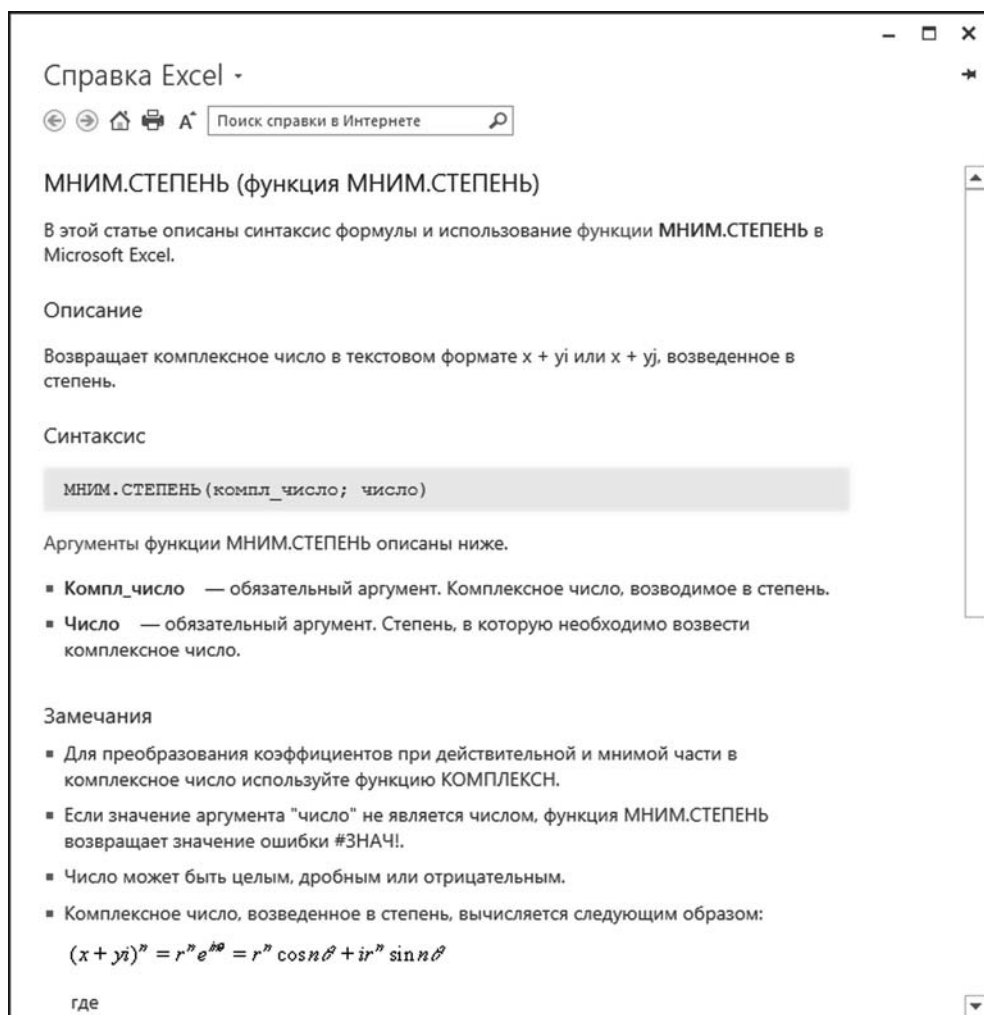 Справка Excel
Поиск справки в Интернете
МНИМ.СТЕПЕНЬ (функция МНИМ.СТЕПЕНЬ)
В этой статье описаны синтаксис формулы и использование функции МНИМ.СТЕПЕНЬ в
Microsoft Excel.
Описание
Возвращает комплексное число в текстовом формате x + yi или x + yj, возведенное в
степень.
Синтаксис
МНИМ.СТЕПЕНЬ(компл_число; число)
Аргументы функции МНИМ.СТЕПЕНЬ описаны ниже.
▪ Компл_число — обязательный аргумент. Комплексное число, возводимое в степень.
▪ Число — обязательный аргумент. Степень, в которую необходимо возвести
комплексное число.
Замечания
▪ Для преобразования коэффициентов при действительной и мнимой части в
комплексное число используйте функцию КОМПЛЕКСН.
▪ Если значение аргумента "число" не является числом, функция МНИМ.СТЕПЕНЬ
возвращает значение ошибки #ЗНАЧ!.
▪ Число может быть целым, дробным или отрицательным.
▪ Комплексное число, возведенное в степень, вычисляется следующим образом:
(x + yi)ⁿ = rⁿe^{inθ} = rⁿ cos nθ + irⁿ sin nθ
где